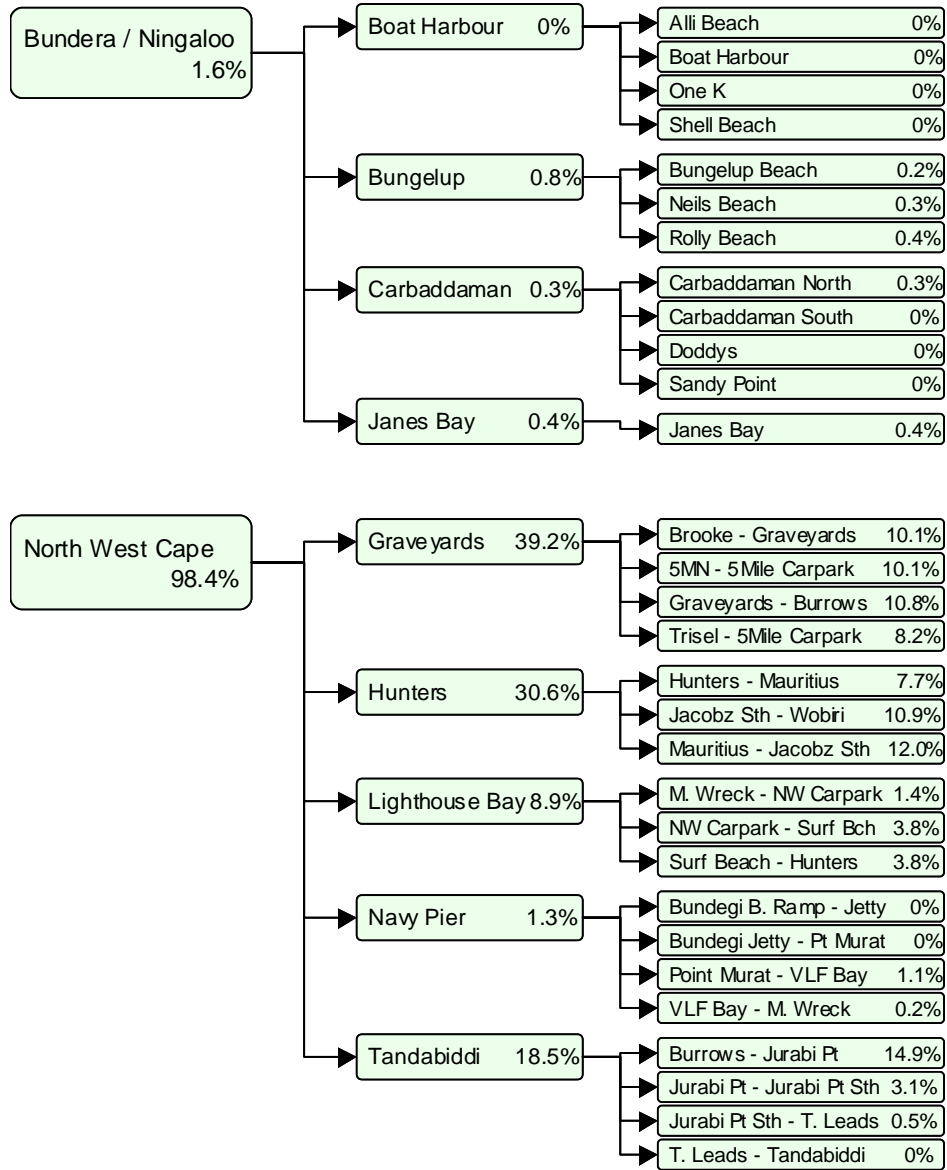 Bundera / Ningaloo
1.6%
Boat Harbour 0%
Alli Beach 0%
Boat Harbour 0%
One K 0%
Shell Beach 0%
Bungelup 0.8%
Bungelup Beach 0.2%
Neils Beach 0.3%
Rolly Beach 0.4%
Carbaddaman 0.3%
Carbaddaman North 0.3%
Carbaddaman South 0%
Doddys 0%
Sandy Point 0%
Janes Bay 0.4%
Janes Bay 0.4%
North West Cape
98.4%
Graveyards 39.2%
Brooke - Graveyards 10.1%
5MN - 5Mile Carpark 10.1%
Graveyards - Burrows 10.8%
Trisel - 5Mile Carpark 8.2%
Hunters 30.6%
Hunters - Mauritius 7.7%
Jacobz Sth - Wobiri 10.9%
Mauritius - Jacobz Sth 12.0%
Lighthouse Bay 8.9%
M. Wreck - NW Carpark 1.4%
NW Carpark - Surf Bch 3.8%
Surf Beach - Hunters 3.8%
Navy Pier 1.3%
Bundegi B. Ramp - Jetty 0%
Bundegi Jetty - Pt Murat 0%
Point Murat - VLF Bay 1.1%
VLF Bay - M. Wreck 0.2%
Tandabiddi 18.5%
Burrows - Jurabi Pt 14.9%
Jurabi Pt - Jurabi Pt Sth 3.1%
Jurabi Pt Sth - T. Leads 0.5%
T. Leads - Tandabiddi 0%